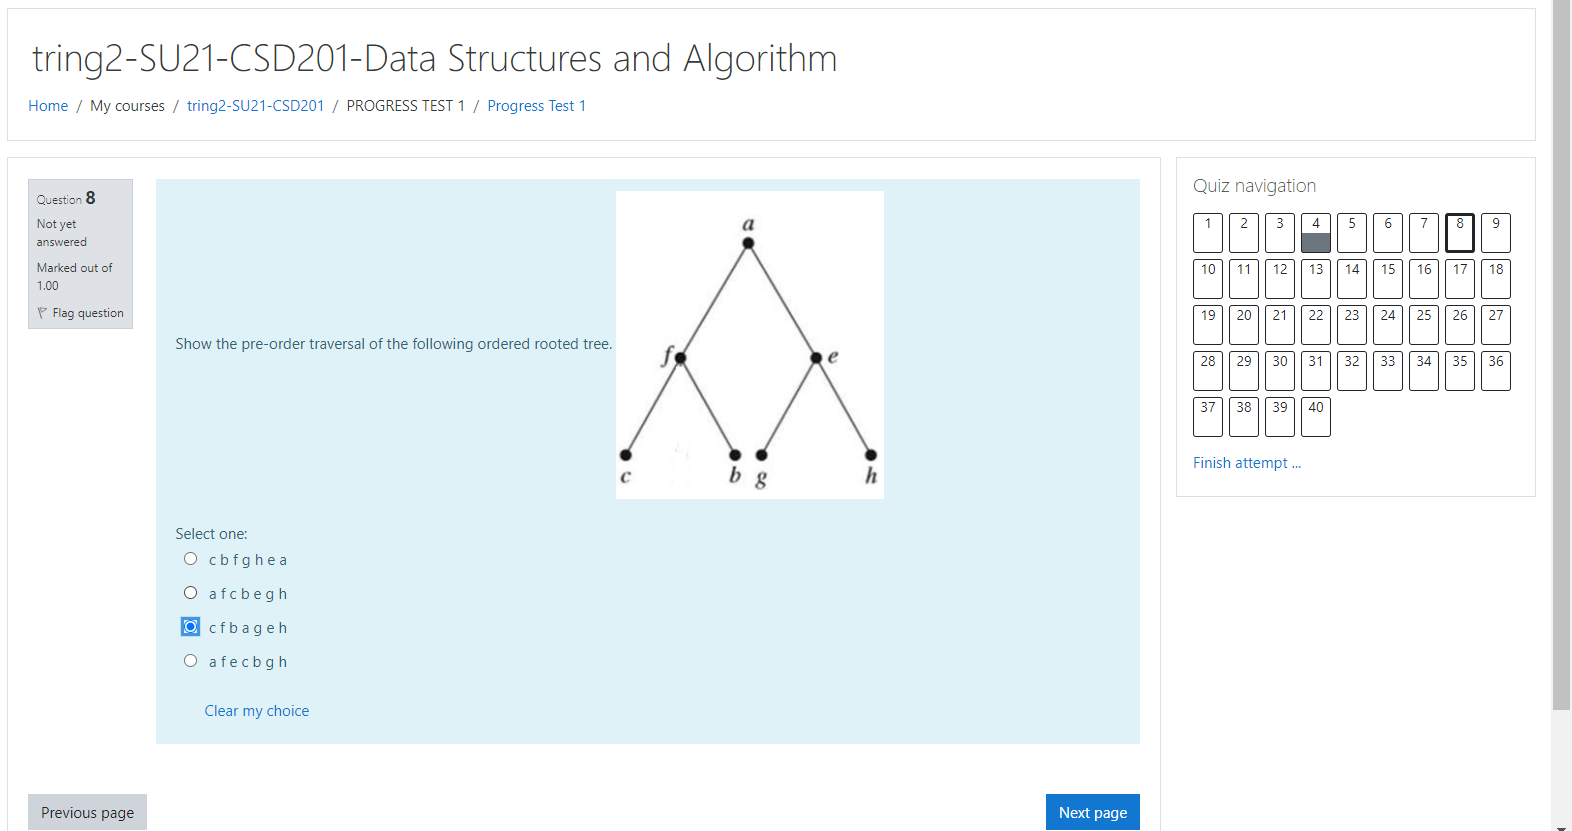 tring2-SU21-CSD201-Data Structures and Algorithm
Home / My courses / tring2-SU21-CSD201 / PROGRESS TEST 1 / Progress Test 1
Question 8
Not yet
answered
Marked out of
1.00
Flag question
Show the pre-order traversal of the following ordered rooted tree.
a
f e
c b g h
Select one:
c b f g h e a
a f c b e g h
c f b a g e h
a f e c b g h
Clear my choice
Previous page
Next page
Quiz navigation
1 2 3 4 5 6 7 8 9
10 11 12 13 14 15 16 17 18
19 20 21 22 23 24 25 26 27
28 29 30 31 32 33 34 35 36
37 38 39 40
Finish attempt ...